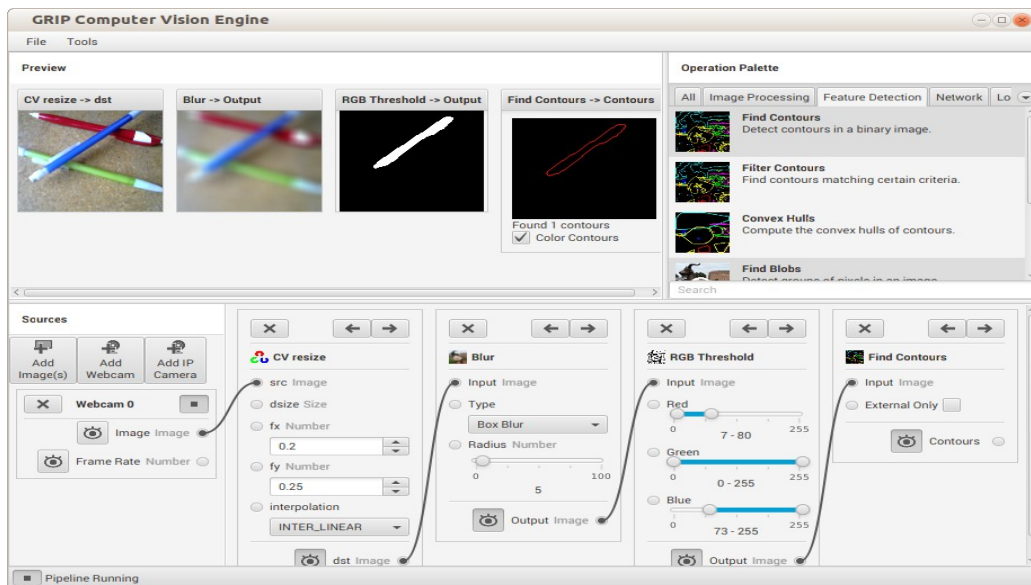 GRIP Computer Vision Engine
File Tools
Preview
CV resize -> dst
Blur -> Output
RGB Threshold -> Output
Find Contours -> Contours
Found 1 contours
Color Contours
Operation Palette
All Image Processing Feature Detection Network Lo
Find Contours
Detect contours in a binary image.
Filter Contours
Find contours matching certain criteria.
Convex Hulls
Compute the convex hulls of contours.
Find Blobs
Detect groups of pixels in an image.
Search
Sources
Add
Image(s)
Add
Webcam
Add IP
Camera
Webcam 0
Image Image
Frame Rate Number
CV resize
src Image
dsize Size
fx Number
0.2
fy Number
0.25
interpolation
INTER_LINEAR
dst Image
Blur
Input Image
Type
Box Blur
Radius Number
0 100
5
Output Image
RGB Threshold
Input Image
Red
0 255
7 - 80
Green
0 255
0 - 255
Blue
0 255
73 - 255
Output Image
Find Contours
Input Image
External Only
Contours
Pipeline Running